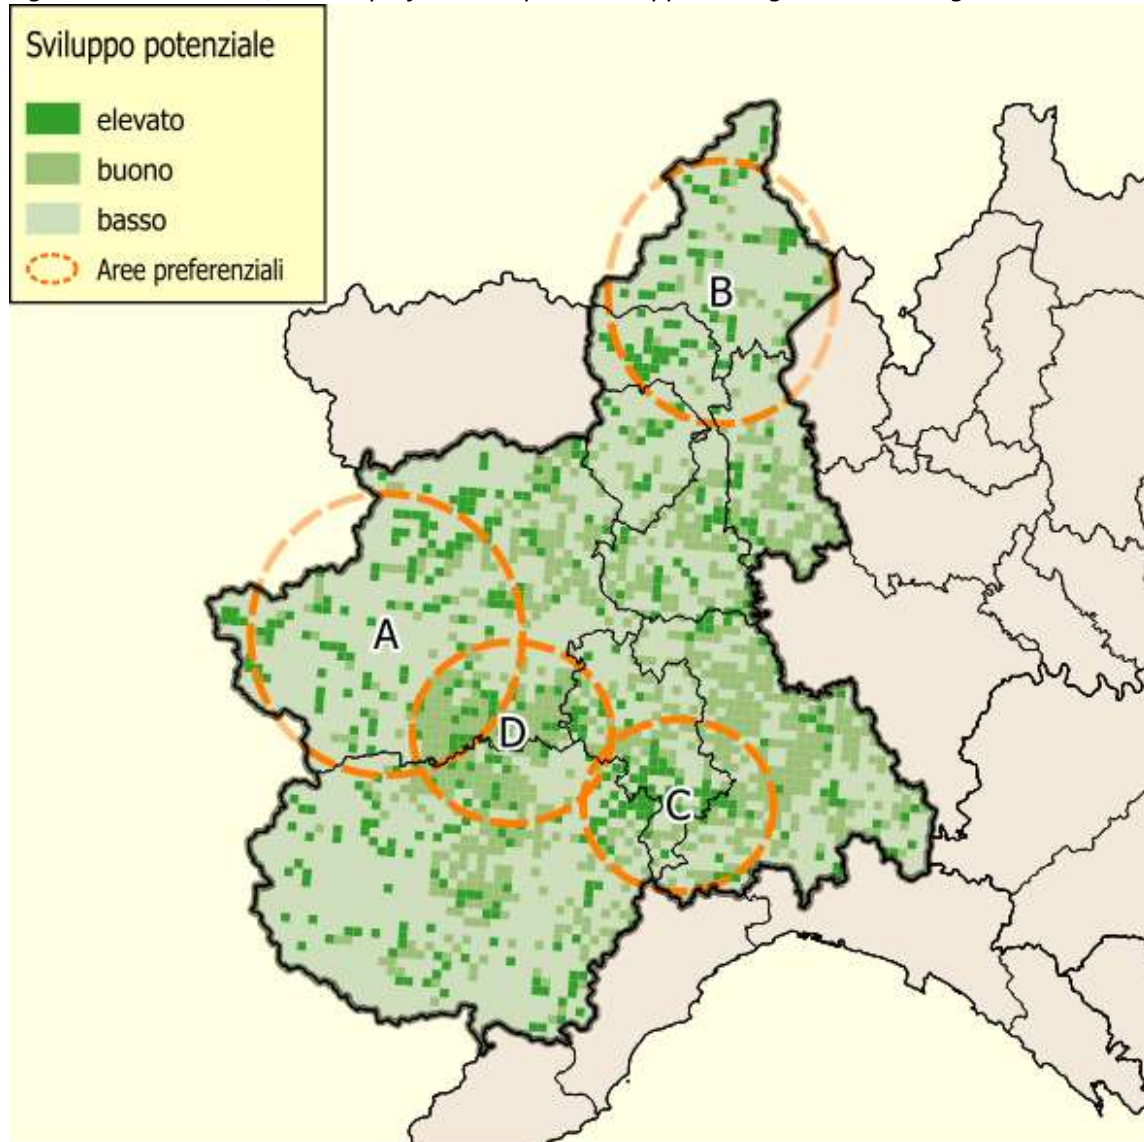 Sviluppo potenziale
elevato
buono
basso
Aree preferenziali
B
A
D
C